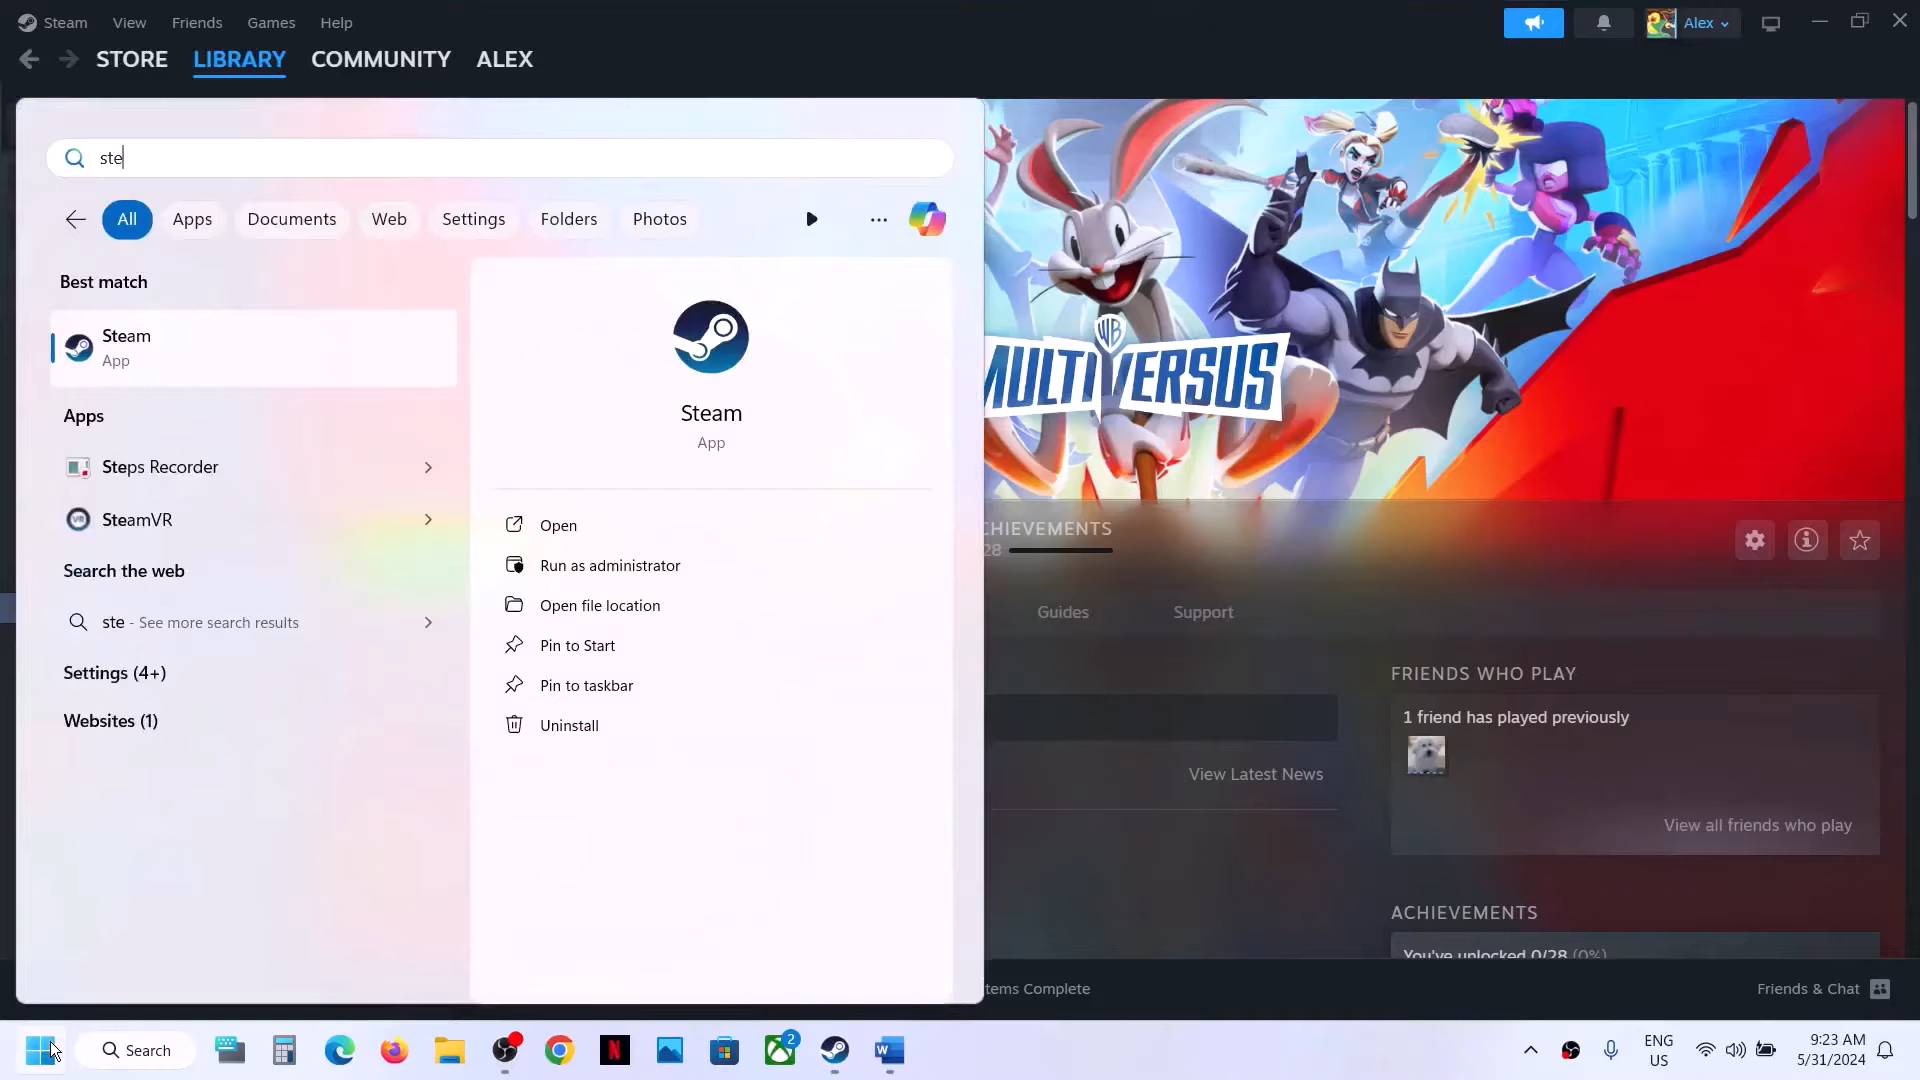 Steam View Friends Games Help
Alex
STORE LIBRARY COMMUNITY ALEX
ste
All Apps Documents Web Settings Folders Photos
Best match
Steam
App
Apps
Steps Recorder
SteamVR
Search the web
ste - See more search results
Settings (4+)
Websites (1)
Steam
App
Open
Run as administrator
Open file location
Pin to Start
Pin to taskbar
Uninstall
WB
MULTIVERSUS
CHIEVEMENTS
28
Guides Support
View Latest News
FRIENDS WHO PLAY
1 friend has played previously
View all friends who play
ACHIEVEMENTS
You've unlocked 0/28 (0%)
tems Complete
Friends & Chat
Search
2
ENG
US
9:23 AM
5/31/2024